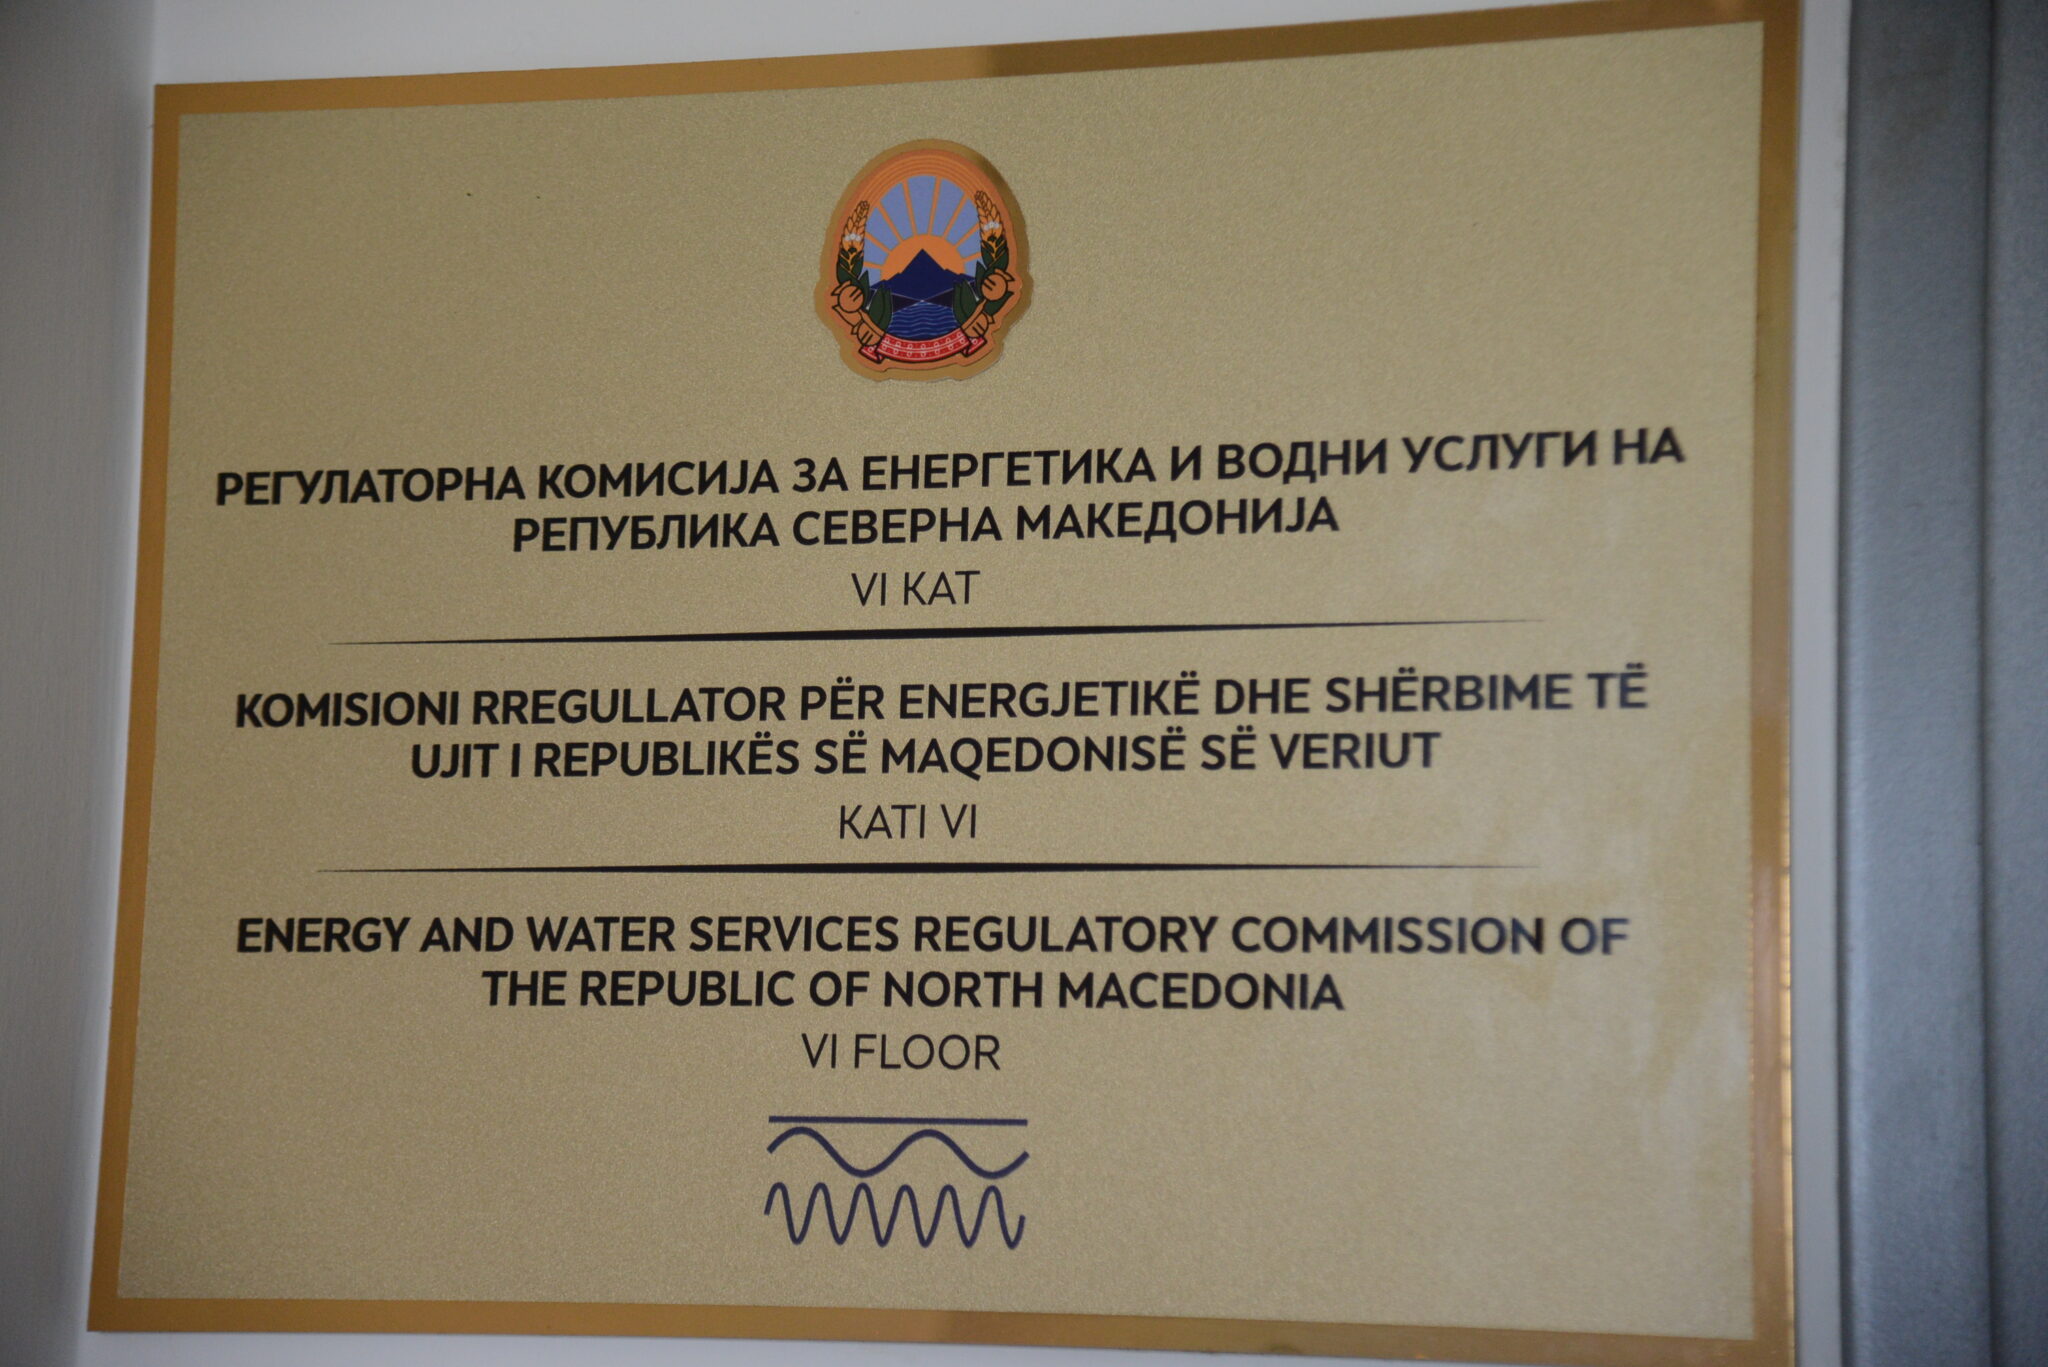 РЕГУЛАТОРНА КОМИСИЈА ЗА ЕНЕРГЕТИКА И ВОДНИ УСЛУГИ НА
РЕПУБЛИКА СЕВЕРНА МАКЕДОНИЈА
VI КАТ
KOMISIONI RREGULLATOR PËR ENERGJETIKË DHE SHËRBIME TË
UJIT I REPUBLIKËS SË MAQEDONISË SË VERIUT
KATI VI
ENERGY AND WATER SERVICES REGULATORY COMMISSION OF
THE REPUBLIC OF NORTH MACEDONIA
VI FLOOR